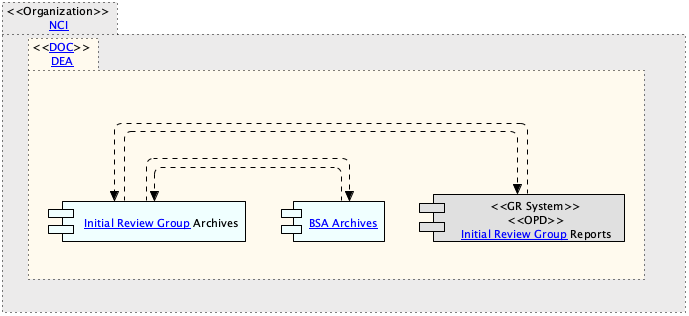 <<Organization>>
NCI
<<DOC>>
DEA
Initial Review Group Archives
BSA Archives
<<GR System>>
<<OPD>>
Initial Review Group Reports